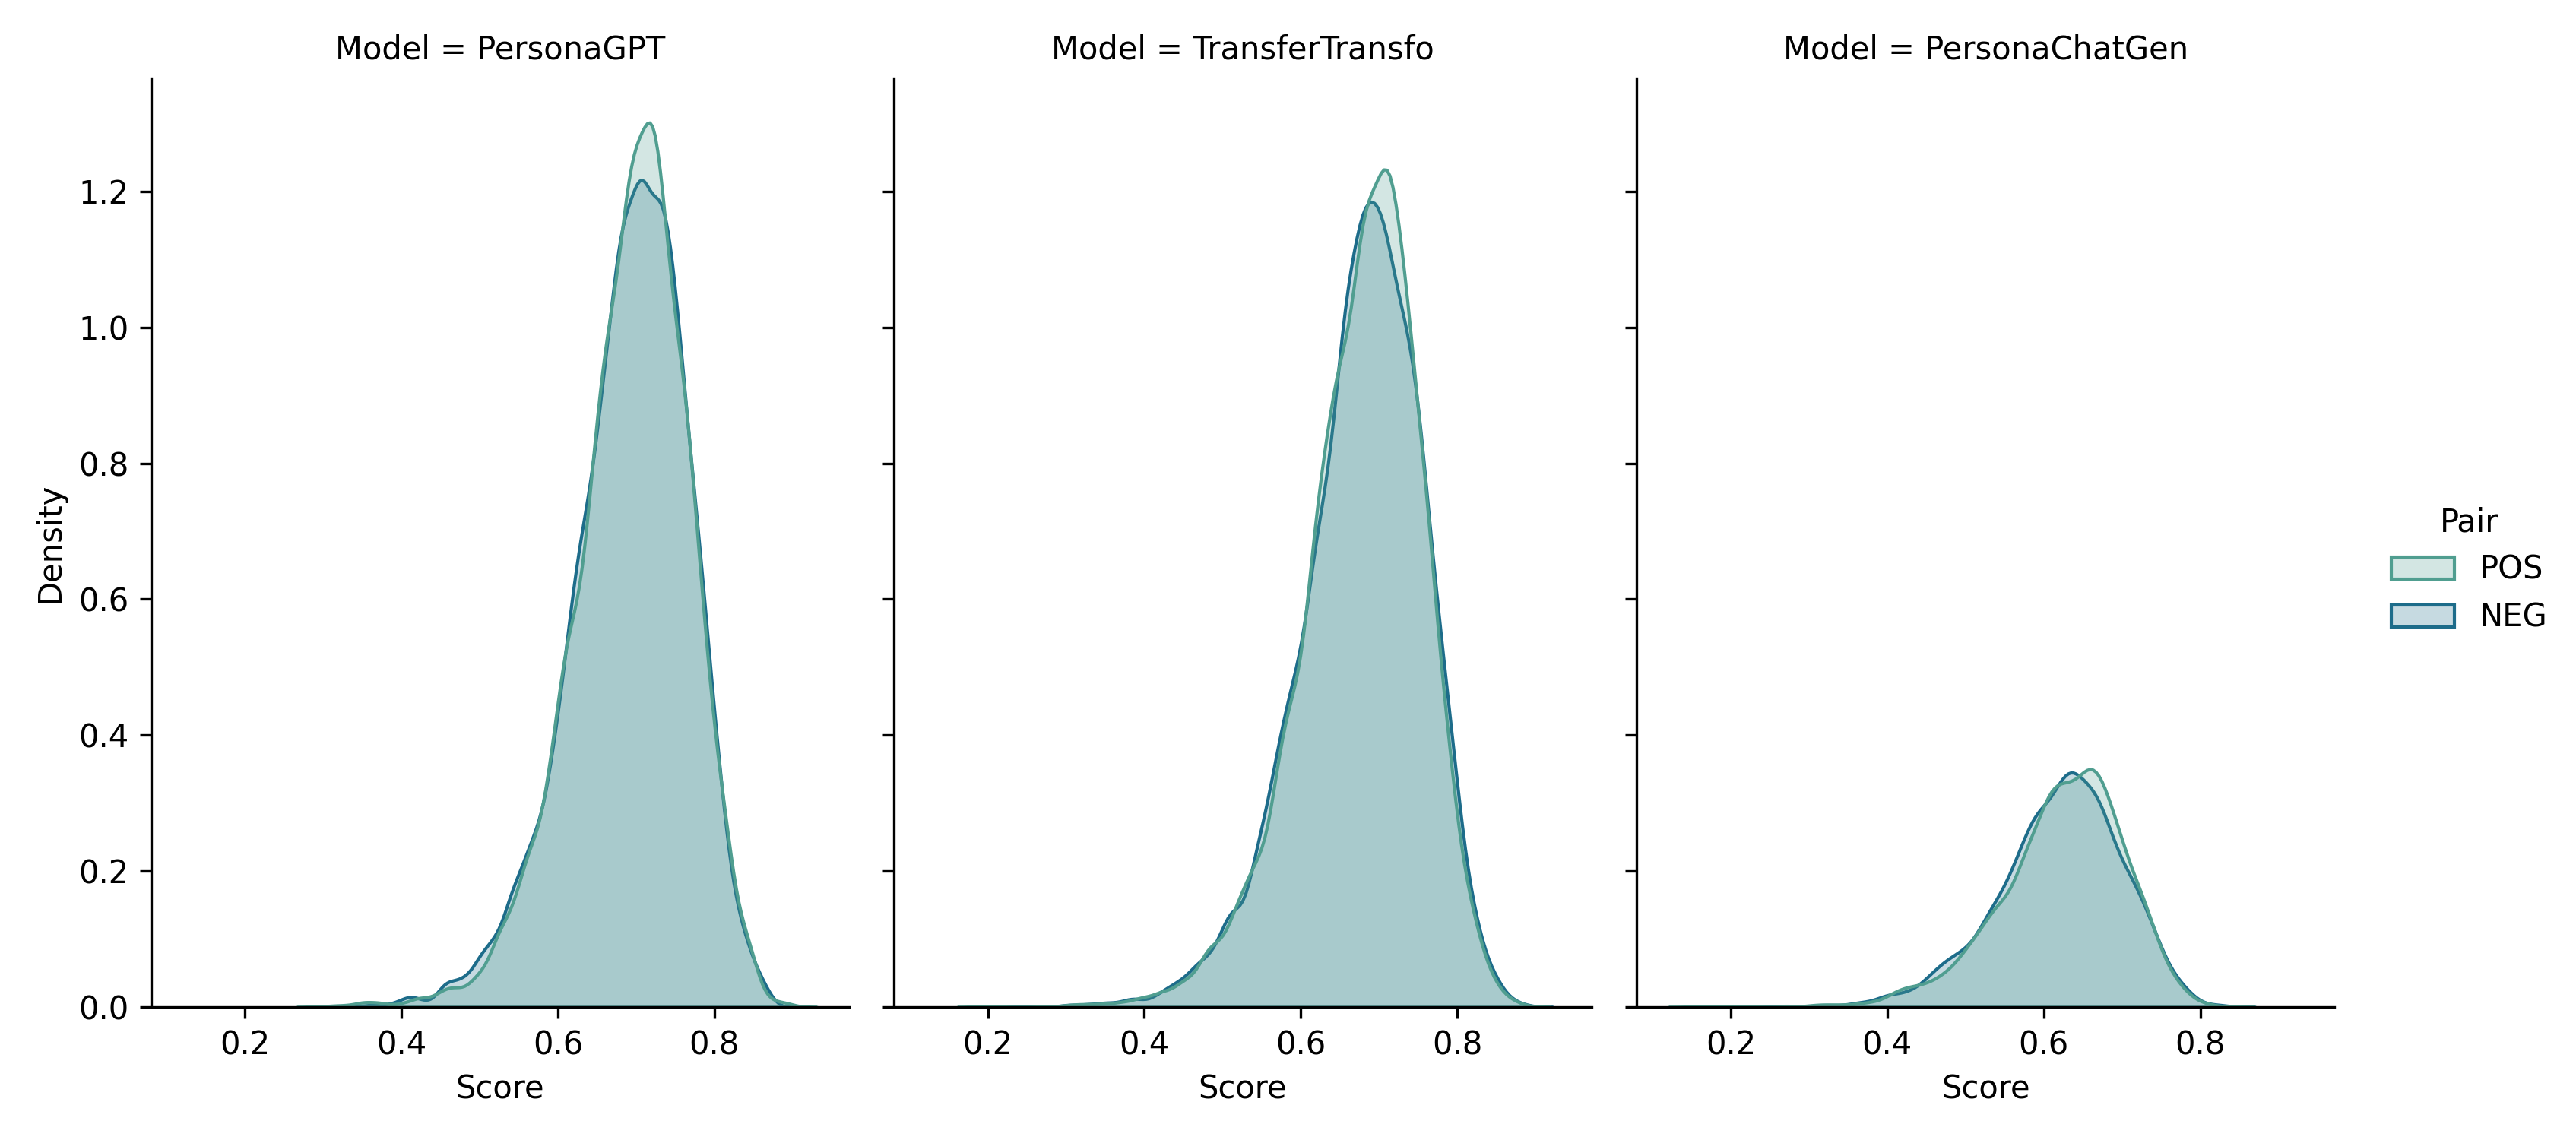 Model = PersonaGPT
Model = TransferTransfo
Model = PersonaChatGen
Density
1.2
1.0
0.8
0.6
0.4
0.2
0.0
0.2 0.4 0.6 0.8
0.2 0.4 0.6 0.8
0.2 0.4 0.6 0.8
Score
Score
Score
Pair
POS
NEG